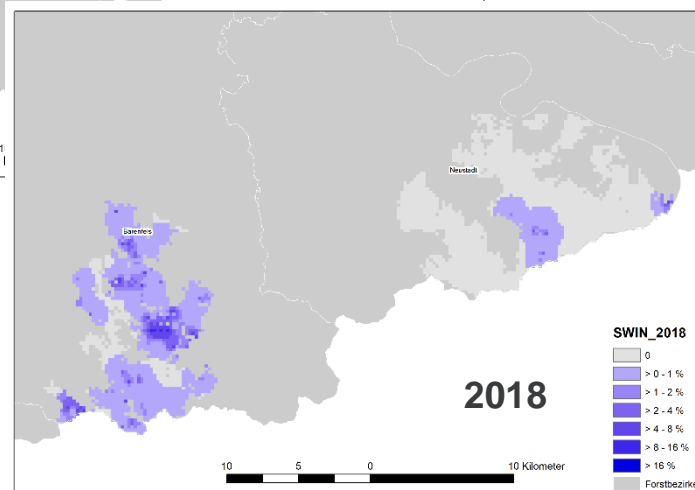 Neustadt
Bärenfels
SWIN_2018
0
> 0 - 1 %
> 1 - 2 %
> 2 - 4 %
> 4 - 8 %
> 8 - 16 %
> 16 %
Forstbezirke
2018
10 5 0 10 Kilometer